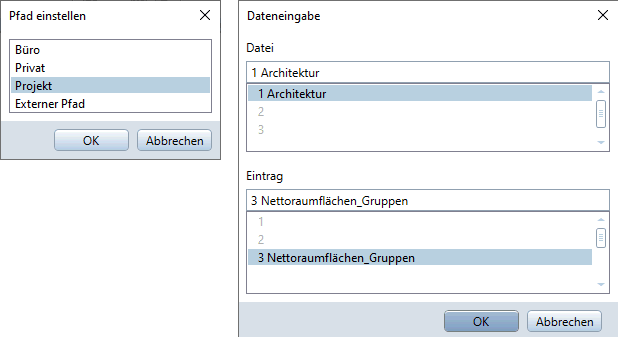 Pfad einstellen
Büro
Privat
Projekt
Externer Pfad
OK
Abbrechen
Dateneingabe
Datei
1 Architektur
1 Architektur
2
3
Eintrag
3 Nettoraumflächen_Gruppen
1
2
3 Nettoraumflächen_Gruppen
OK
Abbrechen